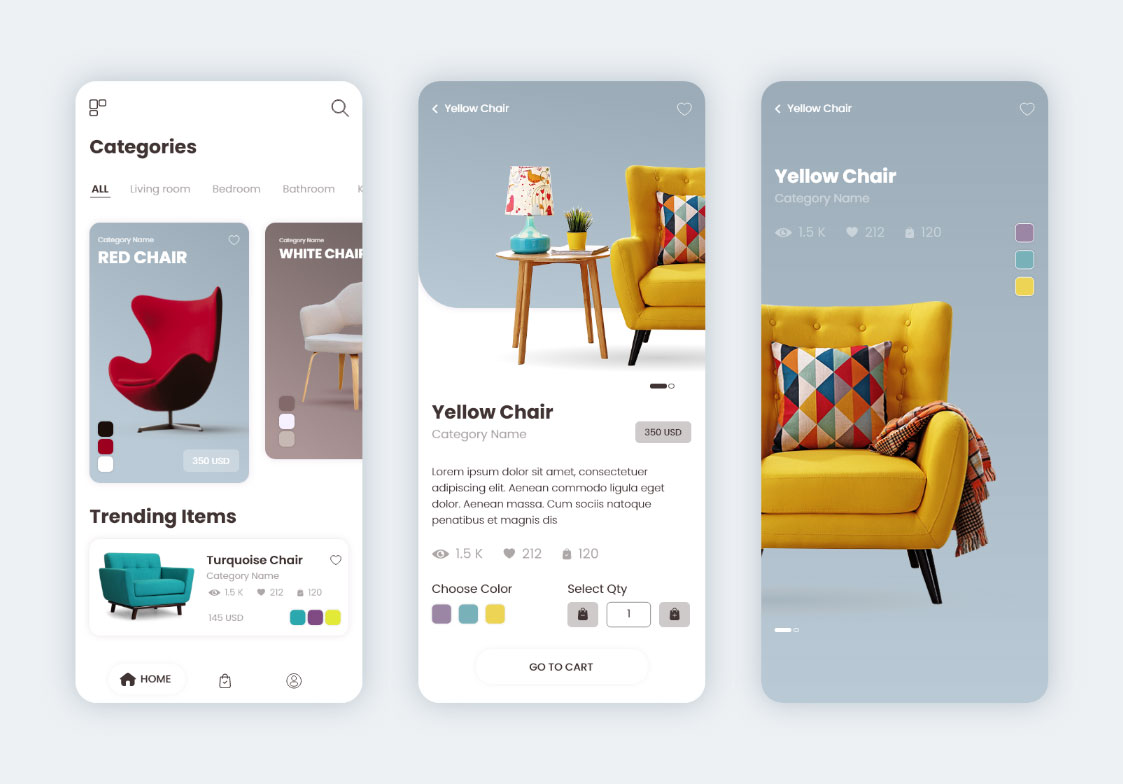 Categories
ALL Living room Bedroom Bathroom K
Category Name
RED CHAIR
350 USD
Category Name
WHITE CHAIR
Trending Items
Turquoise Chair
Category Name
1.5 K 212 120
145 USD
HOME
Yellow Chair
Yellow Chair
Category Name
350 USD
Lorem ipsum dolor sit amet, consectetuer
adipiscing elit. Aenean commodo ligula eget
dolor. Aenean massa. Cum sociis natoque
penatibus et magnis dis
1.5 K 212 120
Choose Color Select Qty
1
GO TO CART
Yellow Chair
Yellow Chair
Category Name
1.5 K 212 120